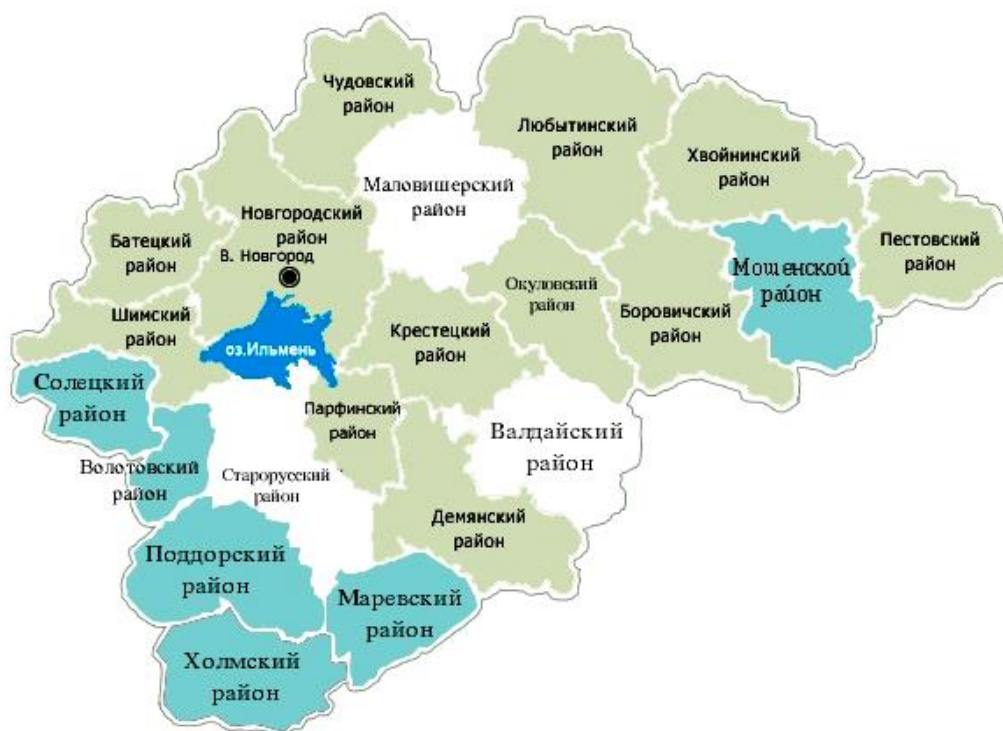 Чудовский
район
Любытинский
район
Хвойнинский
район
Маловишерский
район
Новгородский
район
В. Новгород
Батецкий
район
Пестовский
район
Мошенской
район
Окуловский
район
Боровичский
район
Шимский
район
Крестецкий
район
оз.Ильмень
Солецкий
район
Парфинский
район
Валдайский
район
Волотовский
район
Старорусский
район
Демянский
район
Поддорский
район
Маревский
район
Холмский
район